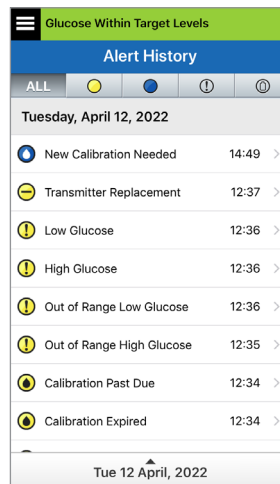 Glucose Within Target Levels
Alert History
ALL
Tuesday, April 12, 2022
New Calibration Needed 14:49
Transmitter Replacement 12:37
Low Glucose 12:36
High Glucose 12:36
Out of Range Low Glucose 12:36
Out of Range High Glucose 12:35
Calibration Past Due 12:34
Calibration Expired 12:34
Tue 12 April, 2022